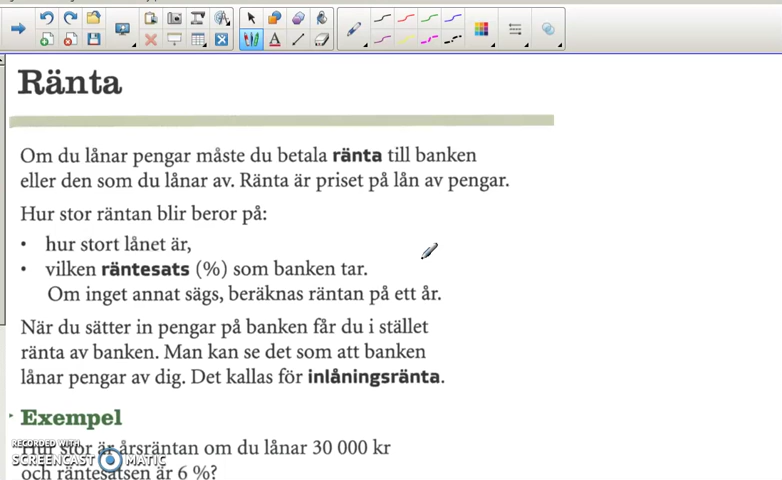 Ränta
Om du lånar pengar måste du betala ränta till banken
eller den som du lånar av. Ränta är priset på lån av pengar.
Hur stor räntan blir beror på:
• hur stort lånet är,
• vilken räntesats (%) som banken tar.
Om inget annat sägs, beräknas räntan på ett år.
När du sätter in pengar på banken får du i stället
ränta av banken. Man kan se det som att banken
lånar pengar av dig. Det kallas för inlåningsränta.
Exempel
Hur stor är årsräntan om du lånar 30 000 kr
RECORDED WITH
SCREENCAST MATIC
och räntesatsen är 6 %?